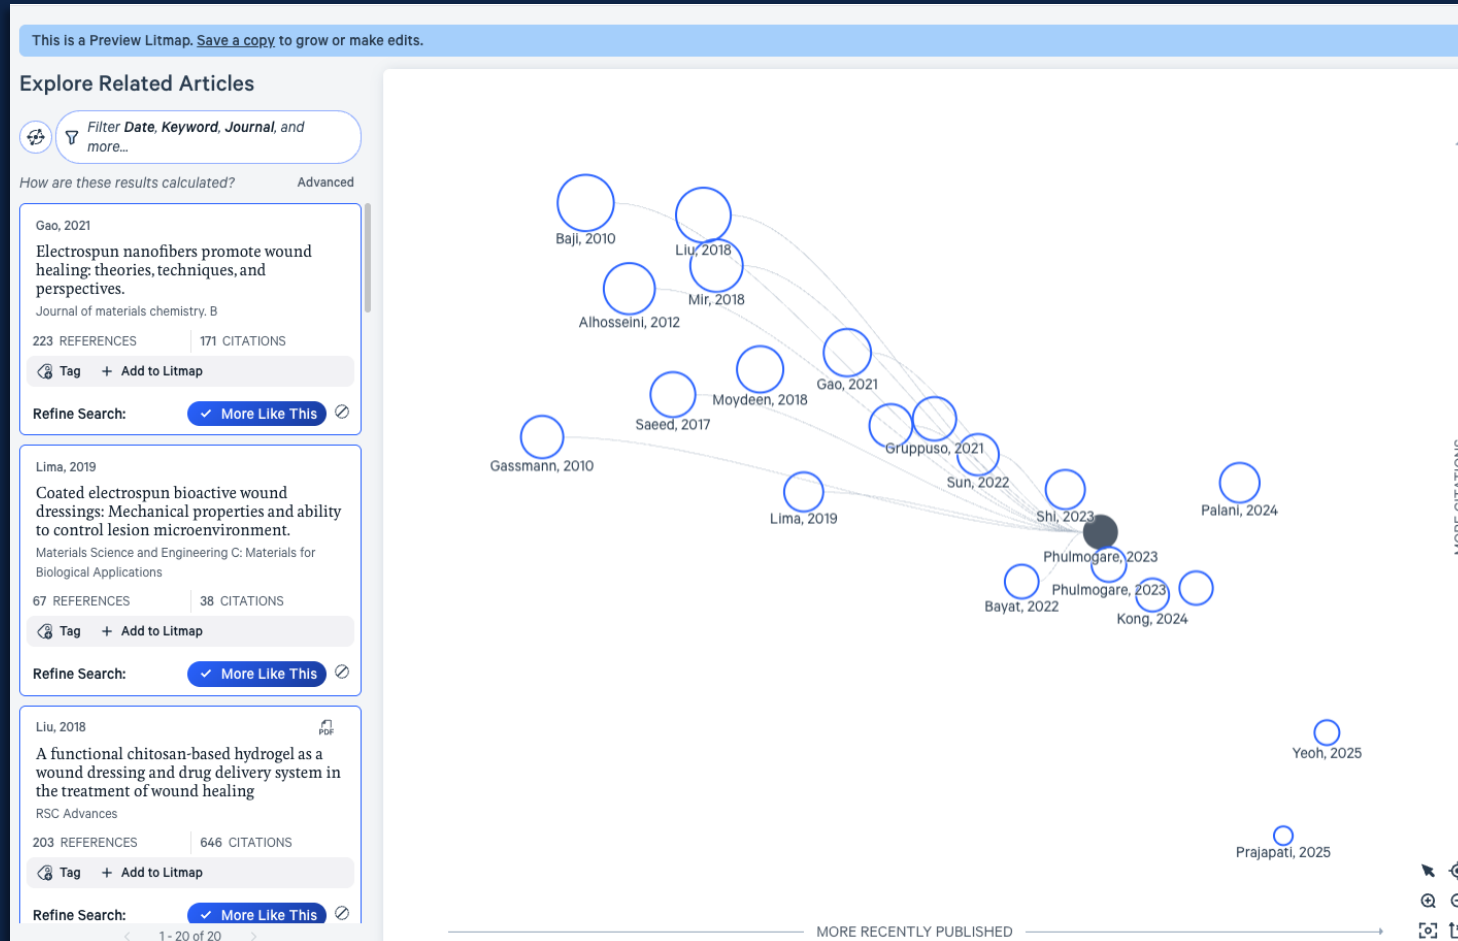 This is a Preview Litmap. Save a copy to grow or make edits.
Explore Related Articles
Filter Date, Keyword, Journal, and
more...
How are these results calculated?
Advanced
Gao, 2021
Electrospun nanofibers promote wound
healing: theories, techniques, and
perspectives.
Journal of materials chemistry. B
223 REFERENCES
171 CITATIONS
Tag
+ Add to Litmap
Refine Search:
More Like This
Lima, 2019
Coated electrospun bioactive wound
dressings: Mechanical properties and ability
to control lesion microenvironment.
Materials Science and Engineering C: Materials for
Biological Applications
67 REFERENCES
38 CITATIONS
Tag
+ Add to Litmap
Refine Search:
More Like This
Liu, 2018
PDF
A functional chitosan-based hydrogel as a
wound dressing and drug delivery system in
the treatment of wound healing
RSC Advances
203 REFERENCES
646 CITATIONS
Tag
+ Add to Litmap
Refine Search:
More Like This
1 - 20 of 20
Baji, 2010
Liu, 2018
Mir, 2018
Alhosseini, 2012
Gao, 2021
Moydeen, 2018
Saeed, 2017
Gruppuso, 2021
Gassmann, 2010
Sun, 2022
Lima, 2019
Shi, 2023
Palani, 2024
Phulmogare, 2023
Phulmogare, 2023
Bayat, 2022
Kong, 2024
Yeoh, 2025
Prajapati, 2025
MORE RECENTLY PUBLISHED